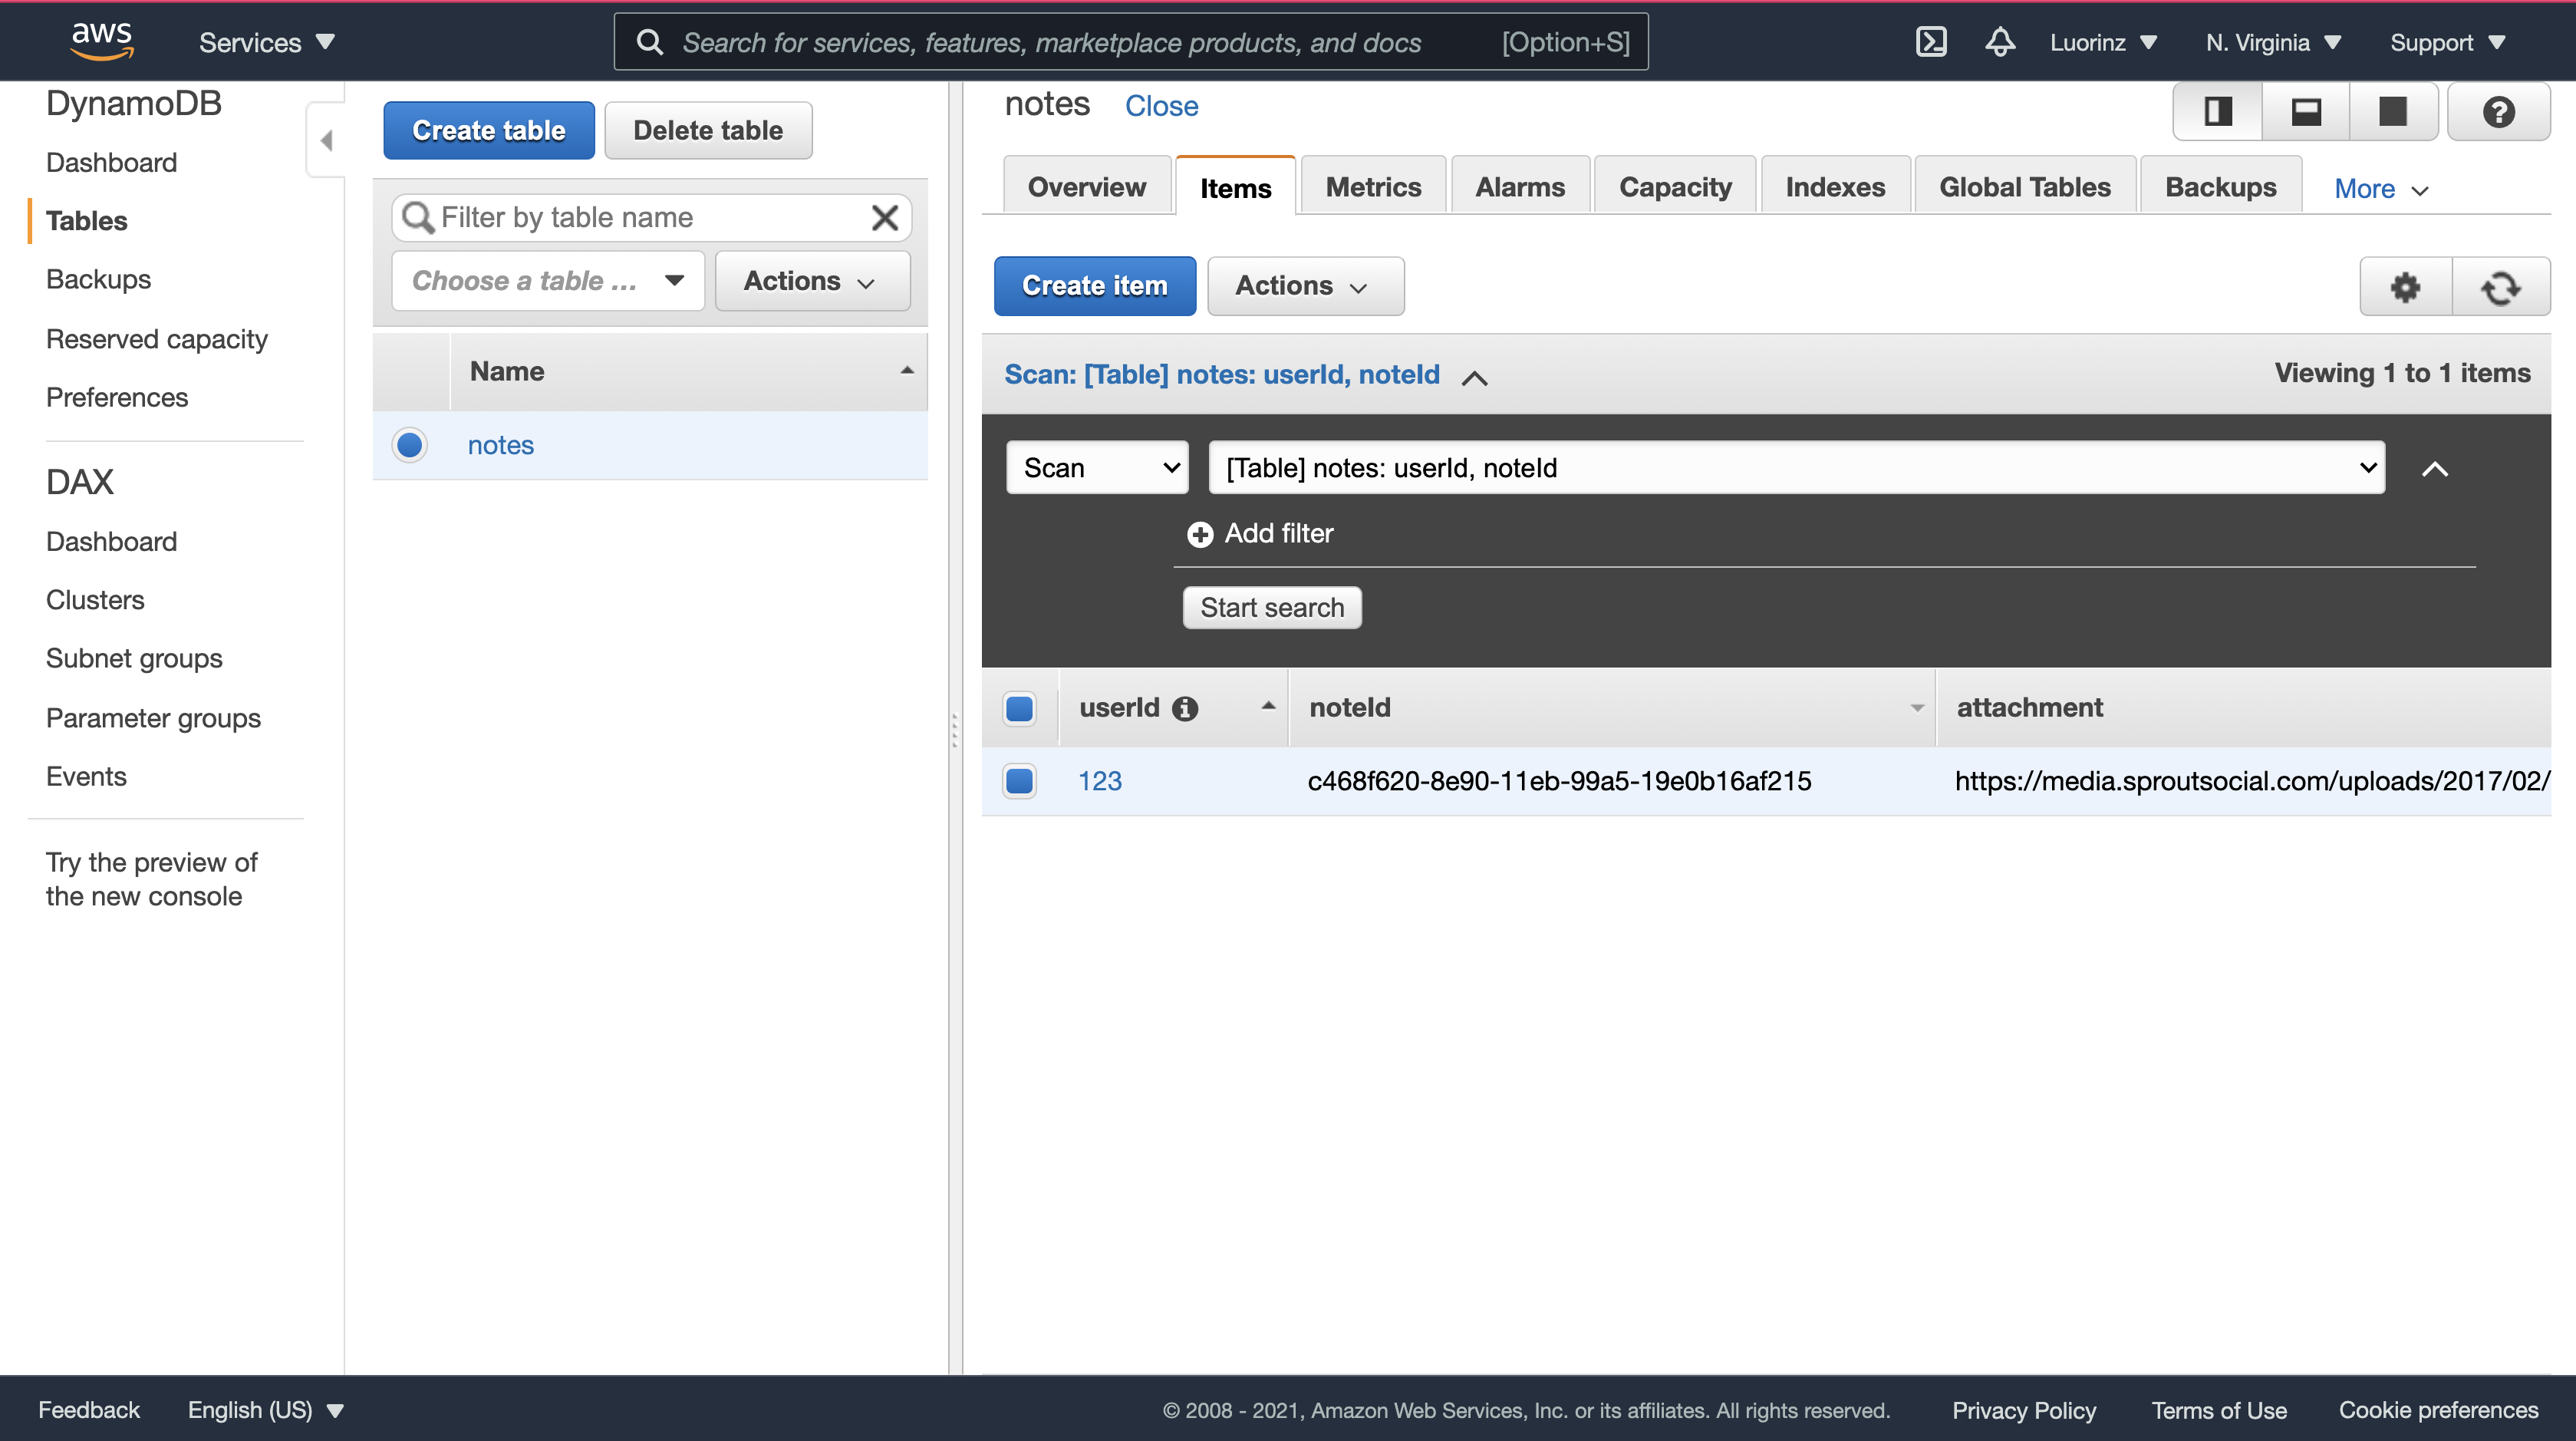 aws
Services
Search for services, features, marketplace products, and docs
[Option+S]
Luorinz
N. Virginia
Support
DynamoDB
Dashboard
Tables
Backups
Reserved capacity
Preferences
DAX
Dashboard
Clusters
Subnet groups
Parameter groups
Events
Try the preview of
the new console
Create table
Delete table
Filter by table name
Choose a table ...
Actions
Name
notes
notes
Close
Overview
Items
Metrics
Alarms
Capacity
Indexes
Global Tables
Backups
More
Create item
Actions
Scan: [Table] notes: userId, noteId
Viewing 1 to 1 items
Scan
[Table] notes: userId, noteId
Add filter
Start search
userId
noteId
attachment
123
c468f620-8e90-11eb-99a5-19e0b16af215
https://media.sproutsocial.com/uploads/2017/02/
Feedback
English (US)
© 2008 - 2021, Amazon Web Services, Inc. or its affiliates. All rights reserved.
Privacy Policy
Terms of Use
Cookie preferences